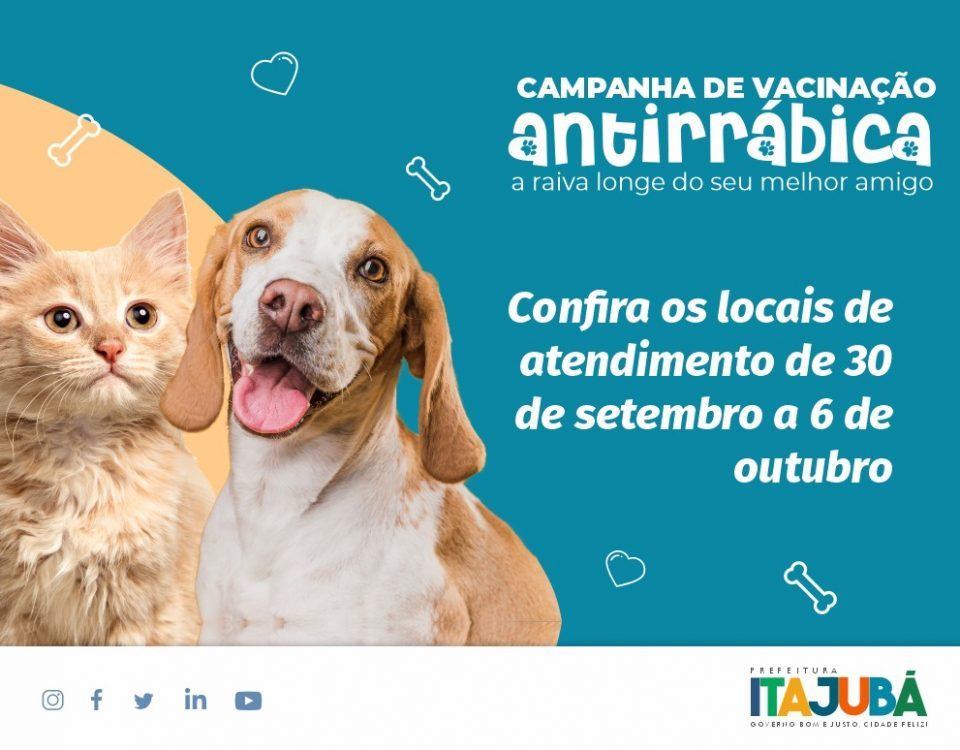 CAMPANHA DE VACINAÇÃO
antirrábica
a raiva longe do seu melhor amigo
Confira os locais de
atendimento de 30
de setembro a 6 de
outubro
PREFEITURA
ITAJUBÁ
GOVERNO BOM E JUSTO, CIDADE FELIZ!